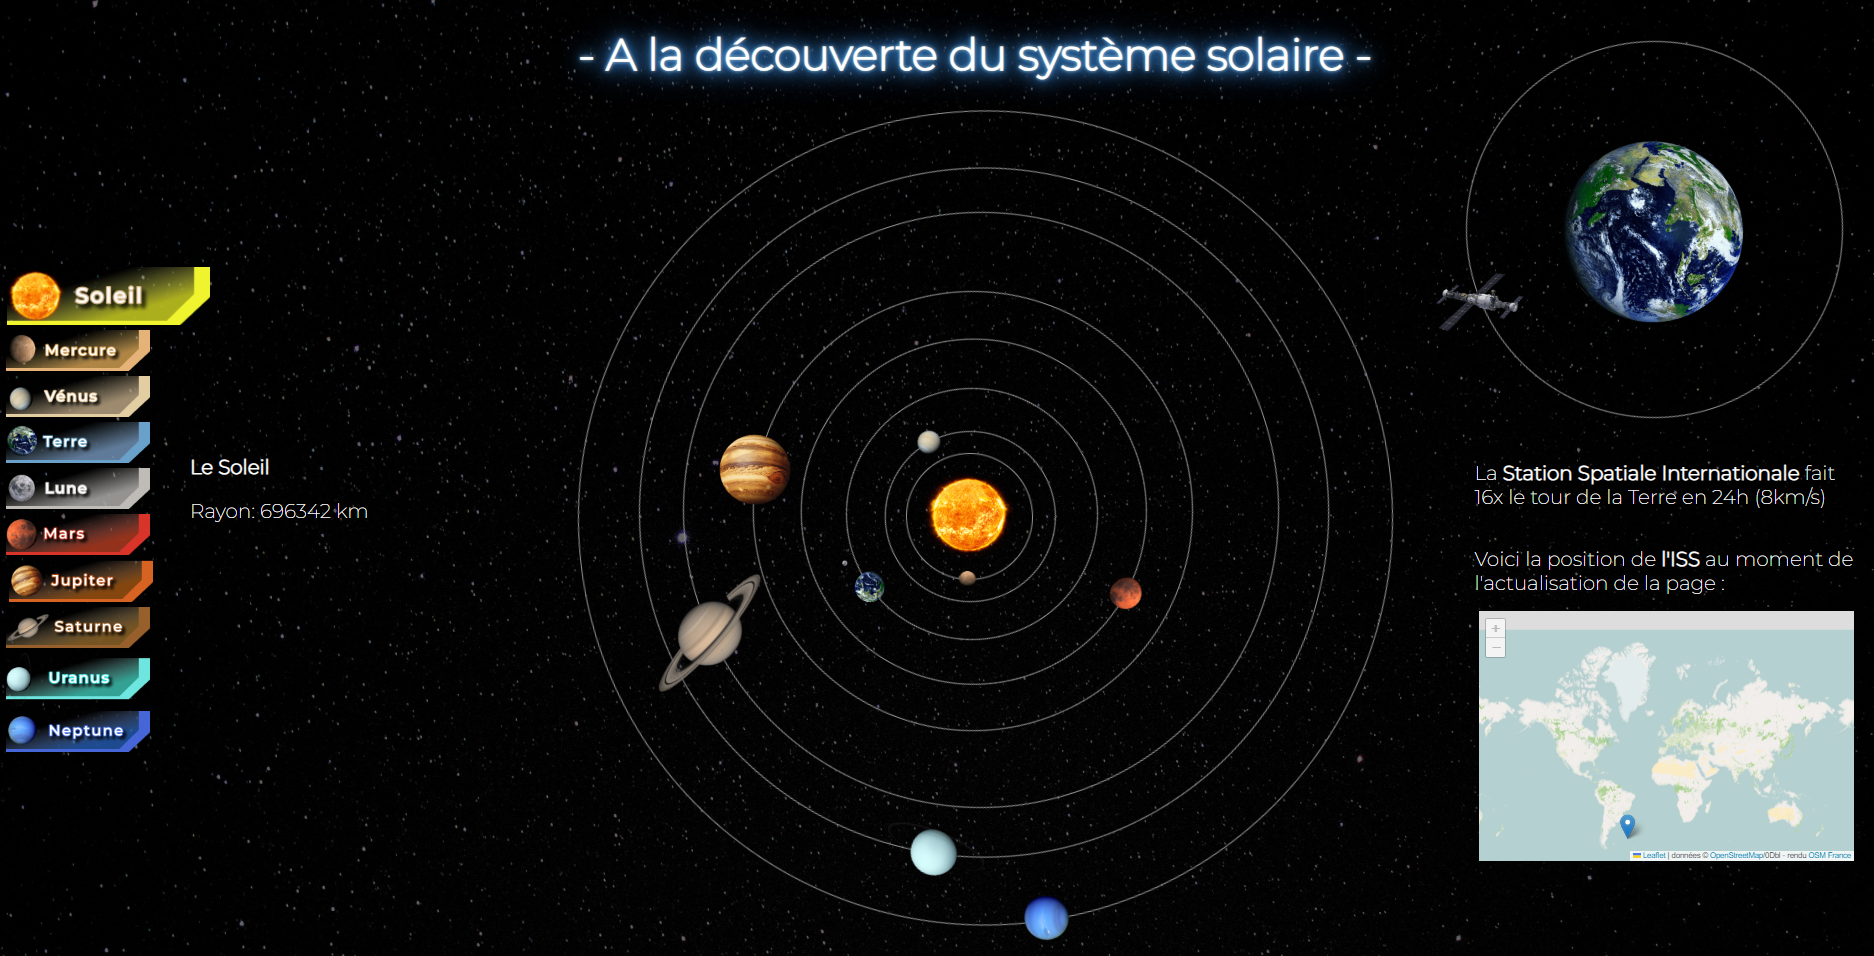 - A la découverte du système solaire -
Soleil
Mercure
Vénus
Terre
Lune
Mars
Jupiter
Saturne
Uranus
Neptune
Le Soleil
Rayon: 696342 km
La Station Spatiale Internationale fait
16x le tour de la Terre en 24h (8km/s)
Voici la position de l'ISS au moment de
l'actualisation de la page :
+
−
Leaflet | données © OpenStreetMap/ODbl - rendu OSM France